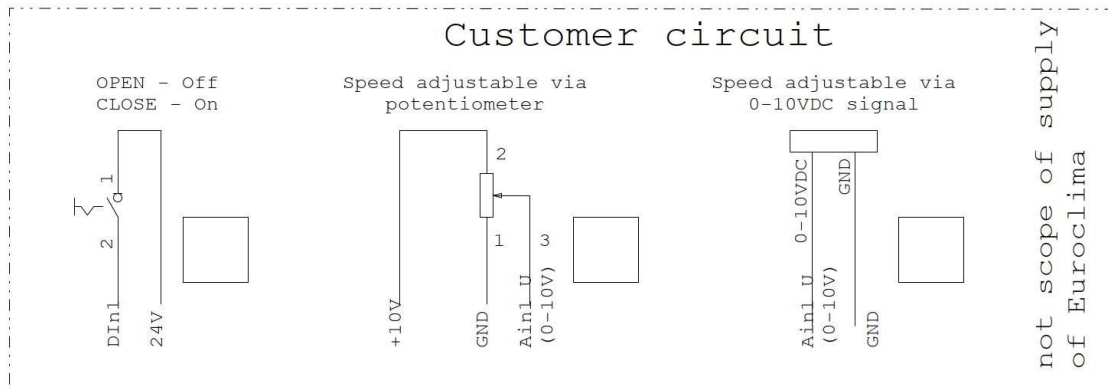 Customer circuit
OPEN - Off
CLOSE - On
1
2
DIn1
24V
Speed adjustable via
potentiometer
2
1
3
+10V
GND
Ain1 U
(0-10V)
Speed adjustable via
0-10VDC signal
0-10VDC
GND
Ain1 U
(0-10V)
GND
not scope of supply
of Euroclima